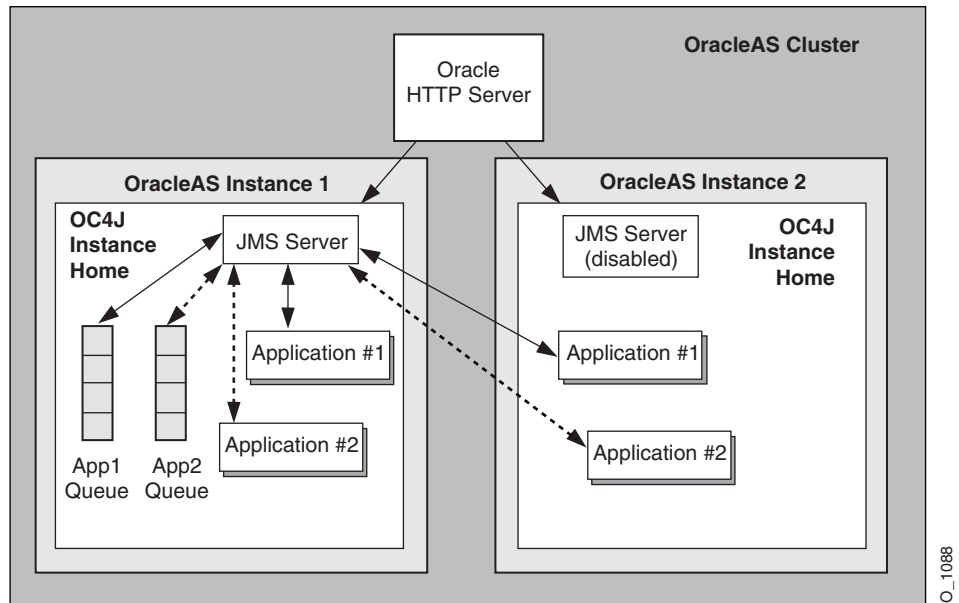 OracleAS Cluster
Oracle
HTTP Server
OracleAS Instance 1
OC4J
Instance
Home
JMS Server
Application #1
Application #2
App1
Queue
App2
Queue
OracleAS Instance 2
JMS Server
(disabled)
OC4J
Instance
Home
Application #1
Application #2
O_1088